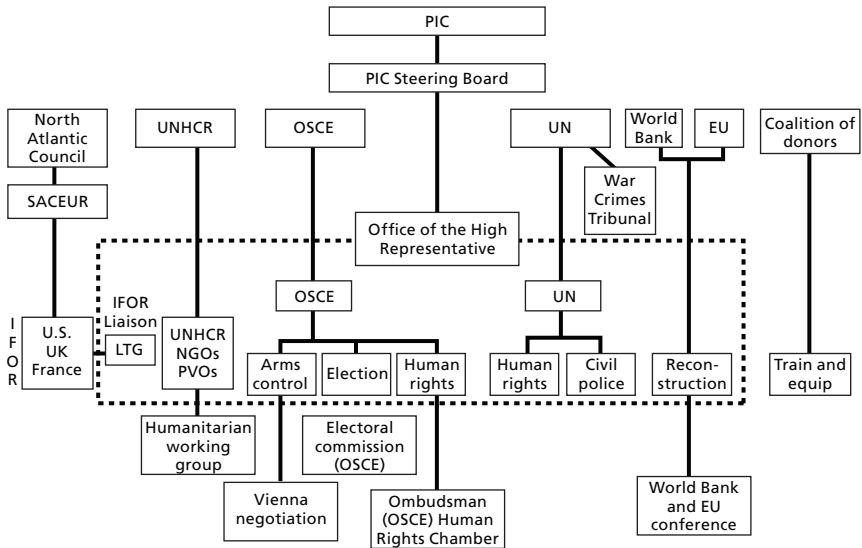 PIC
PIC Steering Board
North
Atlantic
Council
UNHCR
OSCE
UN
World
Bank
EU
Coalition of
donors
SACEUR
War
Crimes
Tribunal
Office of the High
Representative
OSCE
UN
I
F
O
R
U.S.
UK
France
IFOR
Liaison
LTG
UNHCR
NGOs
PVOs
Arms
control
Election
Human
rights
Human
rights
Civil
police
Recon-
struction
Train and
equip
Humanitarian
working
group
Electoral
commission
(OSCE)
Vienna
negotiation
Ombudsman
(OSCE) Human
Rights Chamber
World Bank
and EU
conference